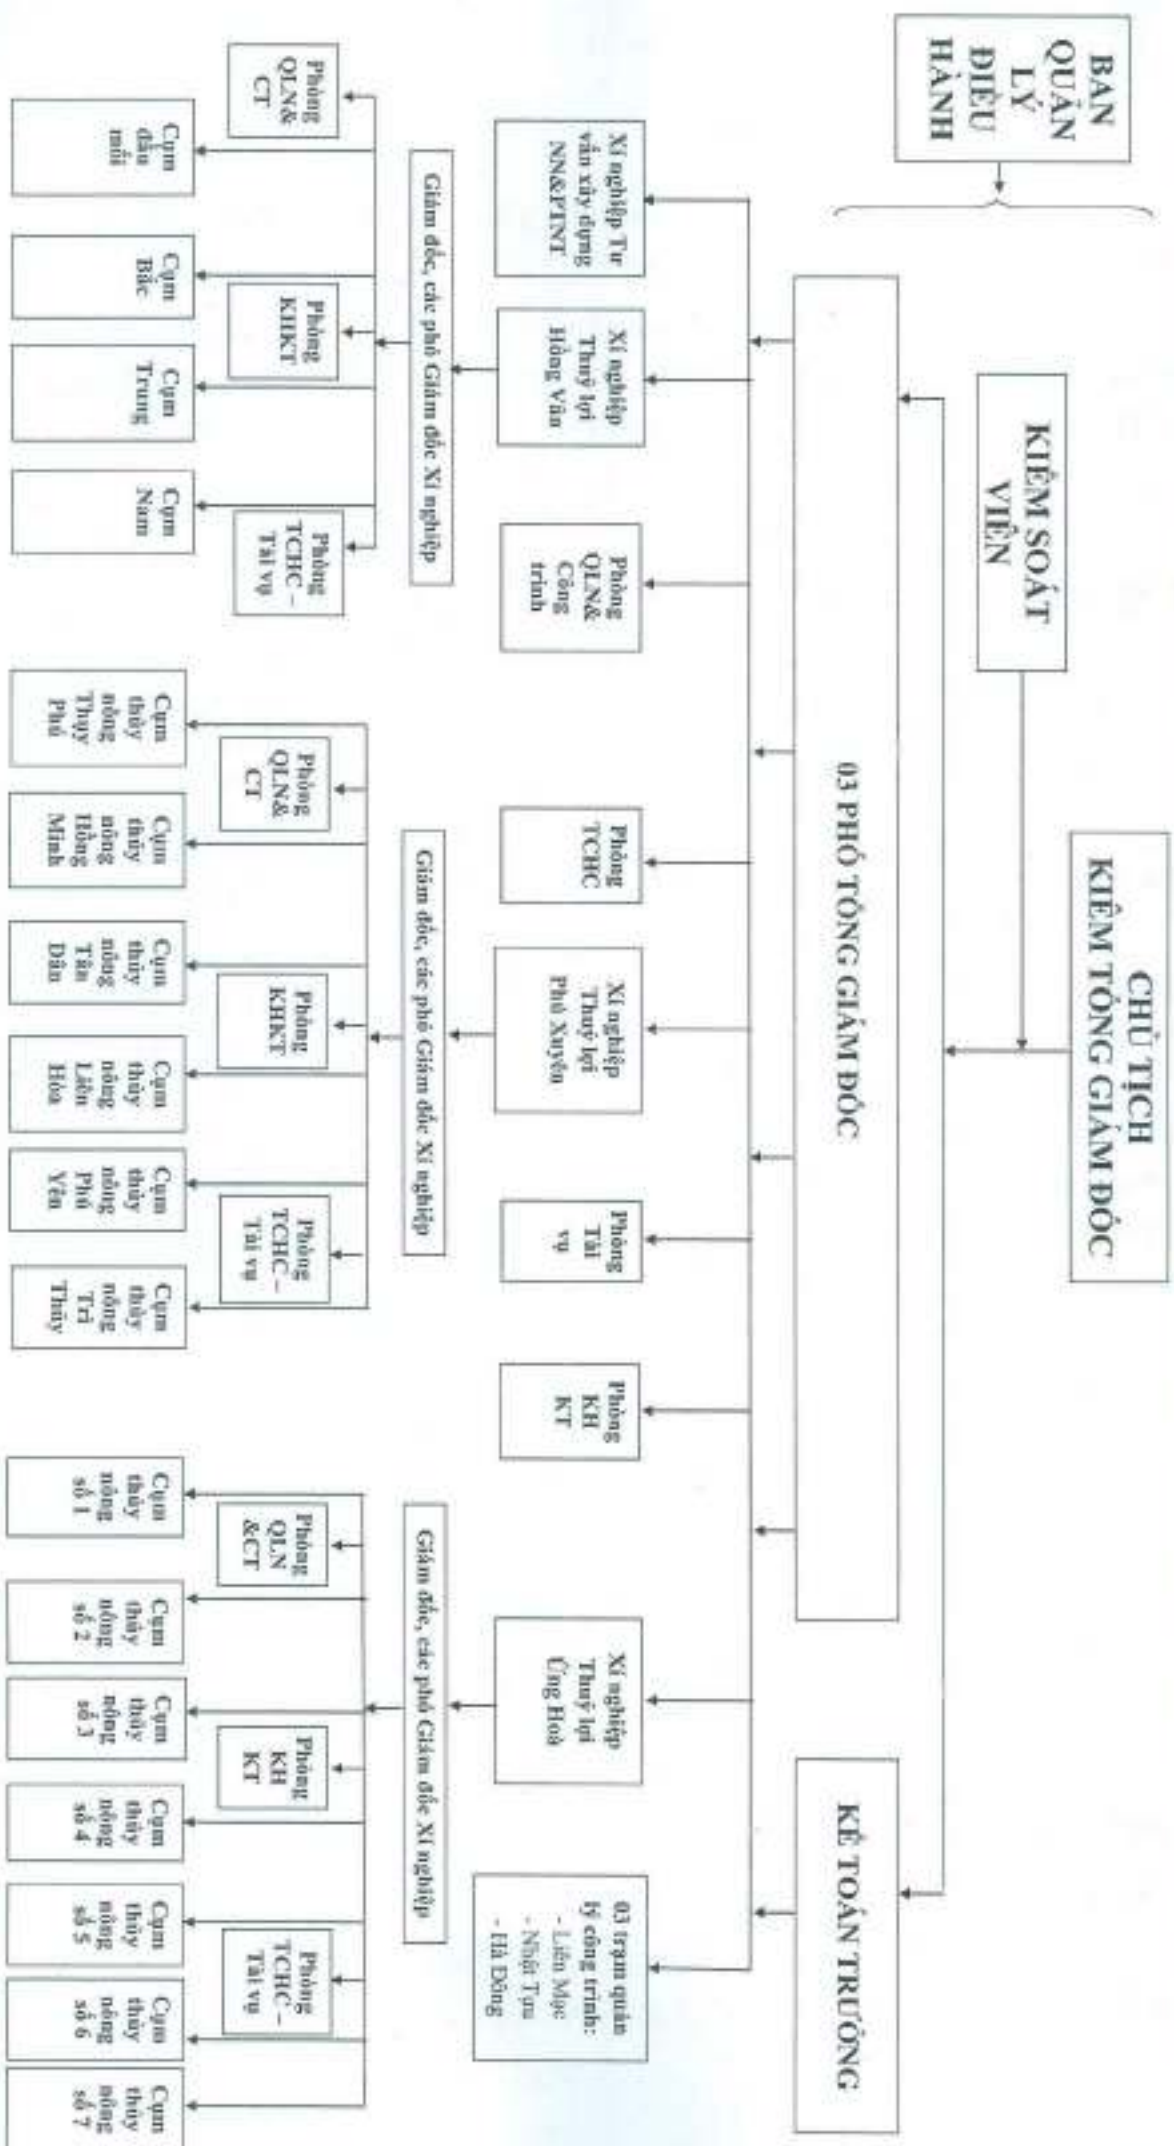 CHỦ TỊCH
KIÊM TỔNG GIÁM ĐỐC
BAN
QUẢN
LÝ
ĐIỀU
HÀNH
KIỂM SOÁT
VIÊN
03 PHÓ TỔNG GIÁM ĐỐC
KẾ TOÁN TRƯỞNG
Xí nghiệp Tư
vấn xây dựng
NN&PTNT
Xí nghiệp
Thuỷ lợi
Hồng Vân
Phòng
QLN&
Công
trình
Phòng
TCHC
Xí nghiệp
Thuỷ lợi
Phú Xuyên
Phòng
Tài
vụ
Phòng
KH
KT
Xí nghiệp
Thuỷ lợi
Ứng Hoà
03 trạm quản
lý công trình:
- Liên Mạc
- Nhật Tựu
- Hà Đông
Giám đốc, các phó Giám đốc Xí nghiệp
Giám đốc, các phó Giám đốc Xí nghiệp
Giám đốc, các phó Giám đốc Xí nghiệp
Phòng
QLN&
CT
Phòng
KHKT
Phòng
TCHC –
Tài vụ
Phòng
QLN&
CT
Phòng
KHKT
Phòng
TCHC –
Tài vụ
Phòng
QLN
&CT
Phòng
KH
KT
Phòng
TCHC –
Tài vụ
Cụm
đầu
mối
Cụm
Bắc
Cụm
Trung
Cụm
Nam
Cụm
thủy
nông
Thụy
Phú
Cụm
thủy
nông
Hồng
Minh
Cụm
thủy
nông
Tân
Dân
Cụm
thủy
nông
Liên
Hòa
Cụm
thủy
nông
Phú
Yên
Cụm
thủy
nông
Tri
Thủy
Cụm
thủy
nông
số 1
Cụm
thủy
nông
số 2
Cụm
thủy
nông
số 3
Cụm
thủy
nông
số 4
Cụm
thủy
nông
số 5
Cụm
thủy
nông
số 6
Cụm
thủy
nông
số 7